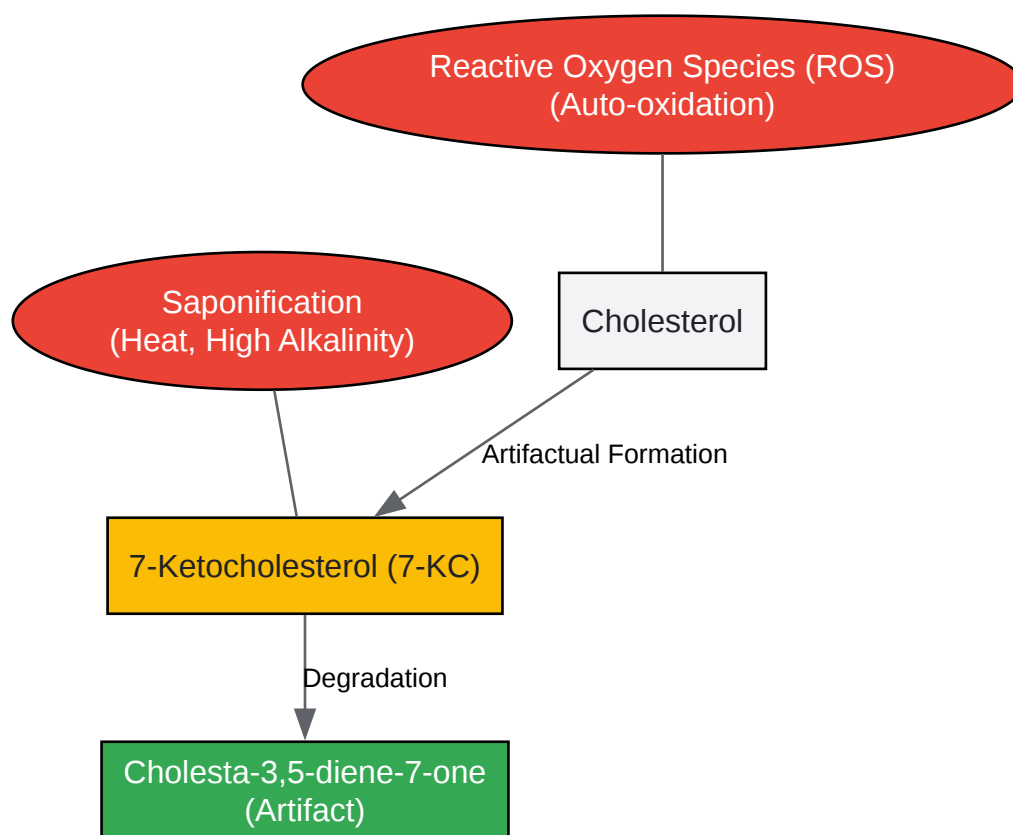 Reactive Oxygen Species (ROS)
(Auto-oxidation)
Saponification
(Heat, High Alkalinity)
Cholesterol
Artifactual Formation
7-Ketocholesterol (7-KC)
Degradation
Cholesta-3,5-diene-7-one
(Artifact)